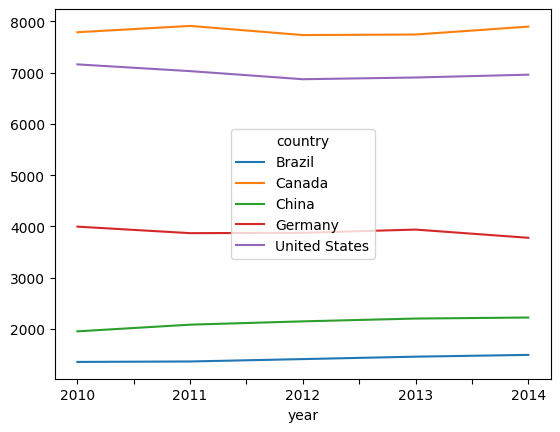 8000
7000
6000
5000
4000
3000
2000
country
Brazil
Canada
China
Germany
United States
2010 2011 2012 2013 2014
year